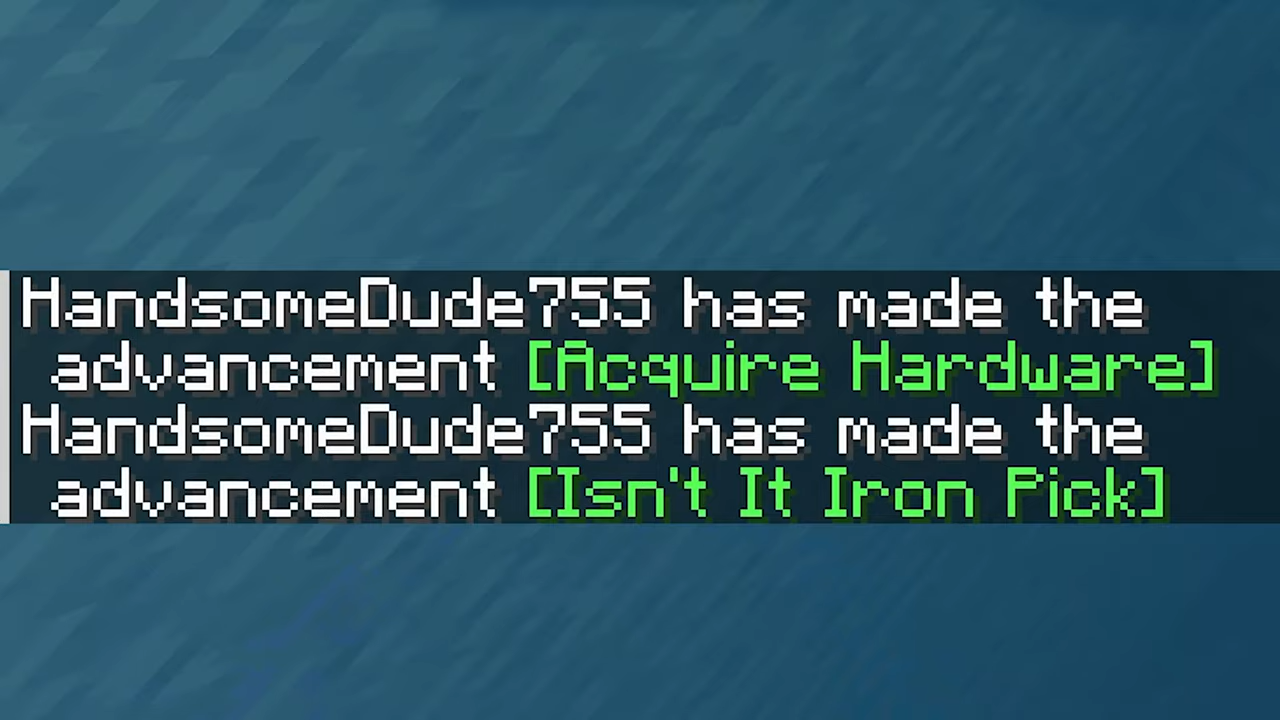 HandsomeDude755 has made the
advancement [Acquire Hardware]
HandsomeDude755 has made the
advancement [Isn't It Iron Pick]